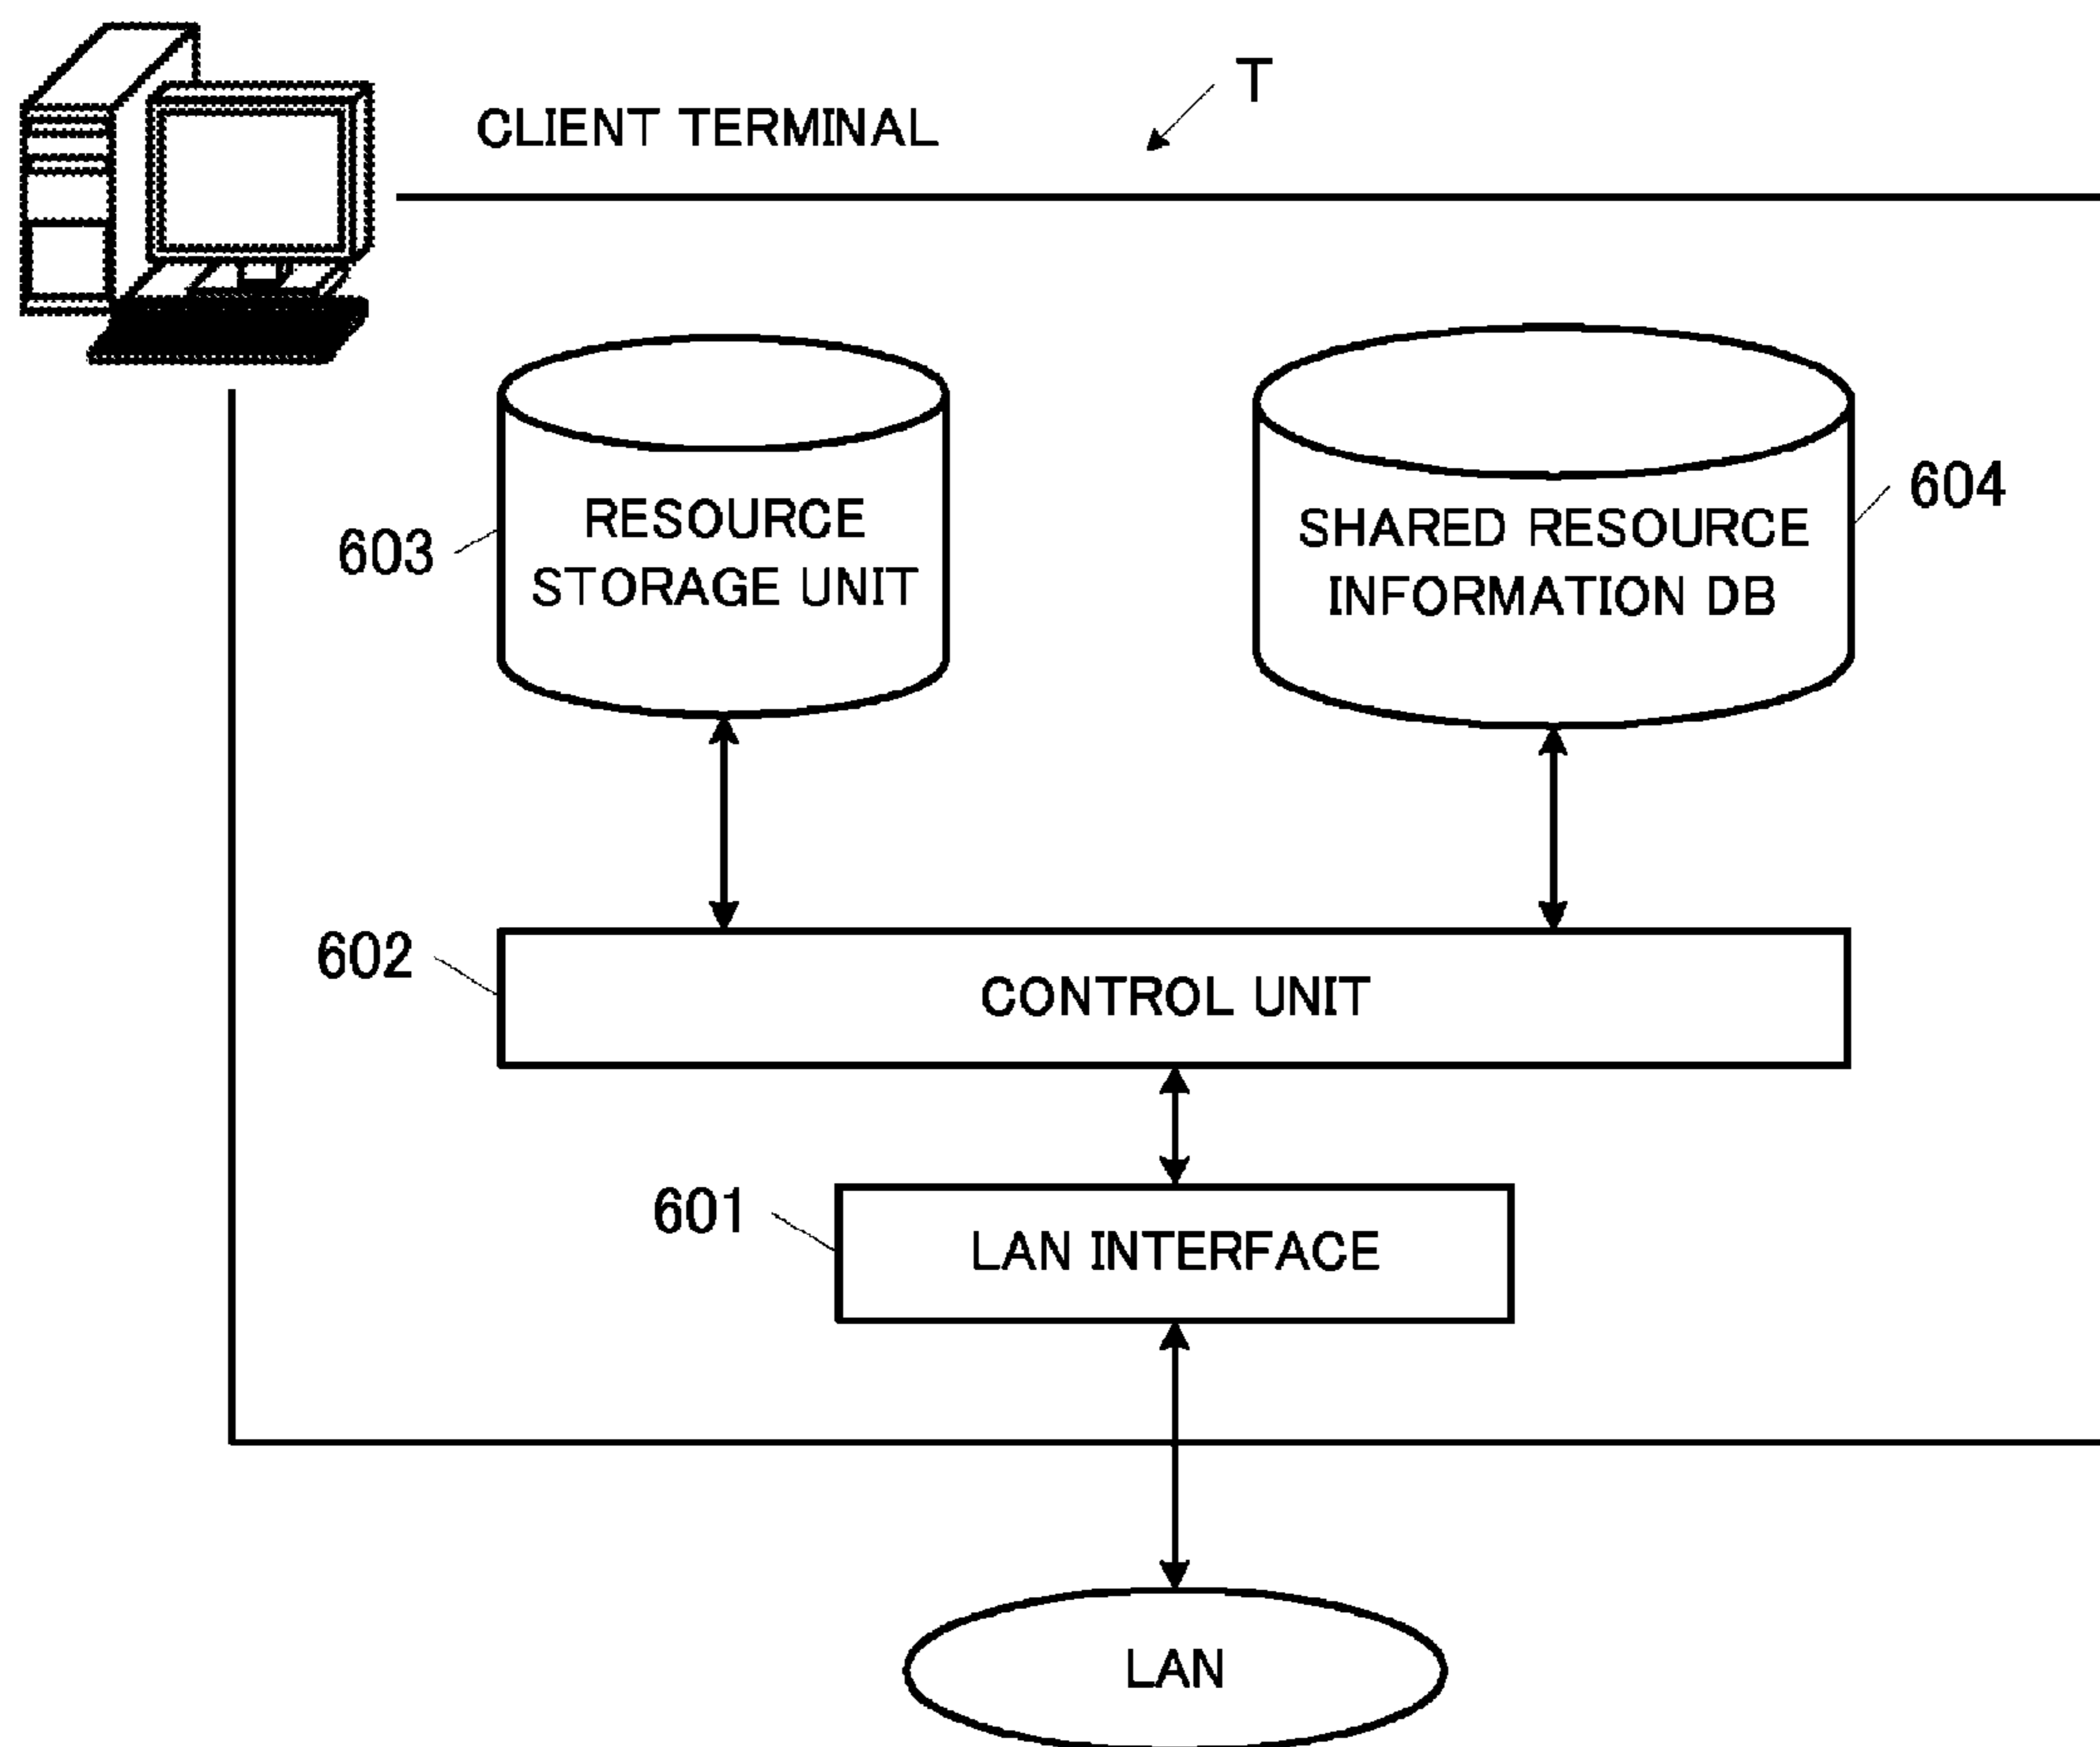 CLIENT TERMINAL
T
RESOURCE
STORAGE UNIT
603
SHARED RESOURCE
INFORMATION DB
604
602
CONTROL UNIT
601
LAN INTERFACE
LAN